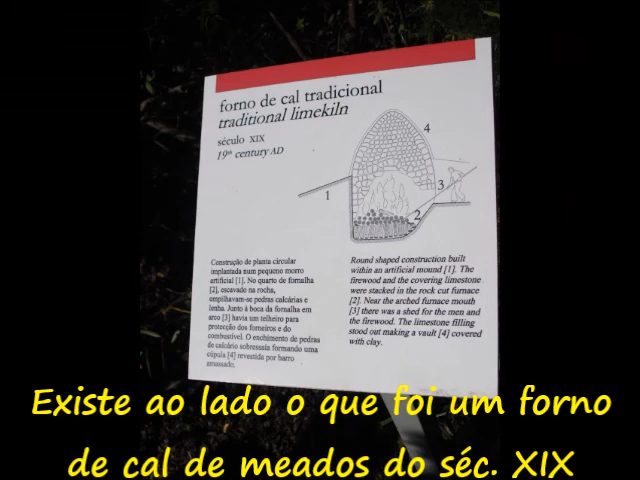 forno de cal tradicional
traditional limekiln
século XIX
19th century AD
4
1
3
2
Construção de planta circular
implantada num pequeno morro
artificial [1]. No quarto de fornalha
[2], escavado na rocha,
empilhavam-se pedras calcárias e
lenha. Junto à boca da fornalha em
arco [3] havia um telheiro para
protecção dos forneiros e do
combustível. O enchimento de pedras
de calcário sobressaía formando uma
cúpula [4] revestida por barro
amassado.
Round shaped construction built
within an artificial mound [1]. The
firewood and the covering limestone
were stacked in the rock cut furnace
[2]. Near the arched furnace mouth
[3] there was a shed for the men and
the firewood. The limestone filling
stood out making a vault [4] covered
with clay.
Existe ao lado o que foi um forno
de cal de meados do séc. XIX